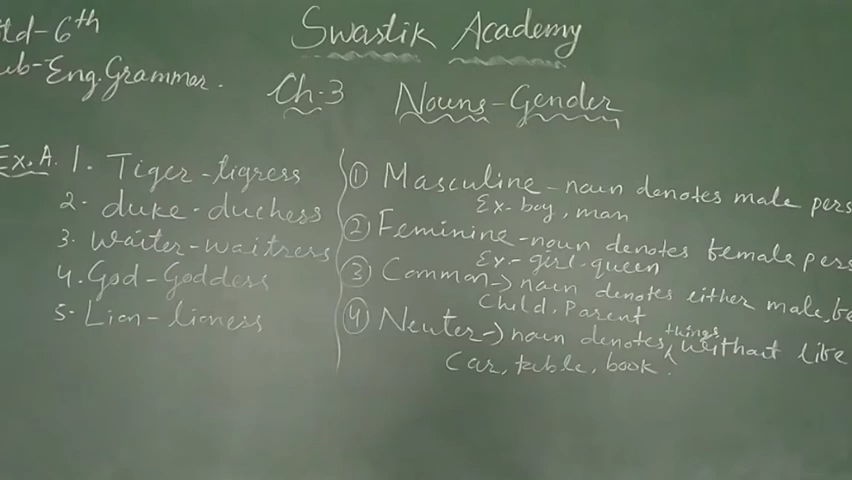 Std-6th
Sub-Eng. Grammar.
Swastik Academy
Ch.3 Nouns-Gender
Ex. A. 1. Tiger-tigress
2. duke-duchess
3. Waiter-waitress
4. God-Goddess
5. Lion-lioness
① Masculine-noun denotes male pers
Ex-boy, man
② Feminine-noun denotes female pers
Ex.-girl-queen
③ Common-> noun denotes either male, fe
Child, Parent
④ Neuter-> noun denotes things without life
Car, table, book.